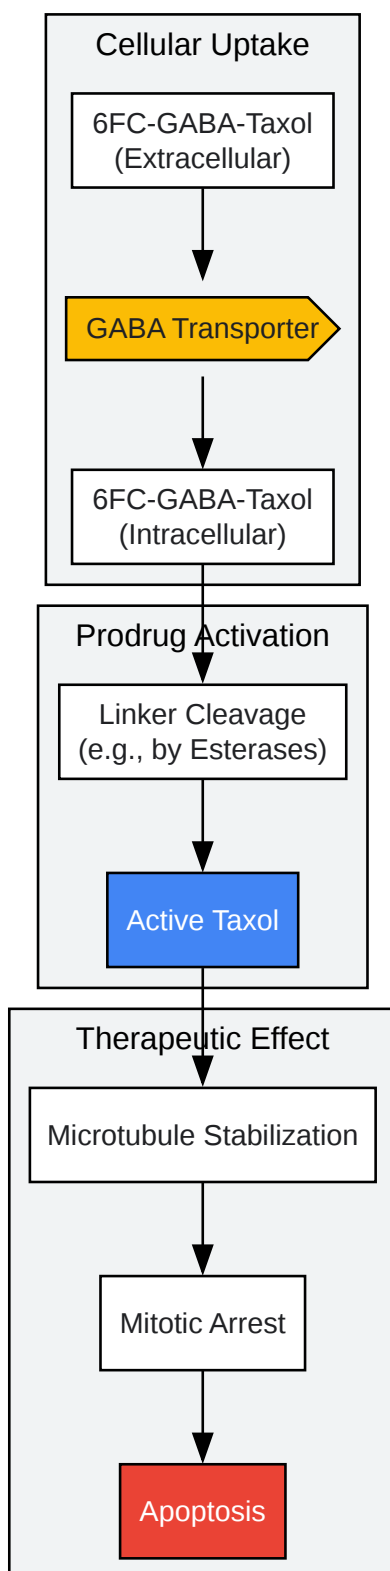 Cellular Uptake
6FC-GABA-Taxol
(Extracellular)
GABA Transporter
6FC-GABA-Taxol
(Intracellular)
Prodrug Activation
Linker Cleavage
(e.g., by Esterases)
Active Taxol
Therapeutic Effect
Microtubule Stabilization
Mitotic Arrest
Apoptosis